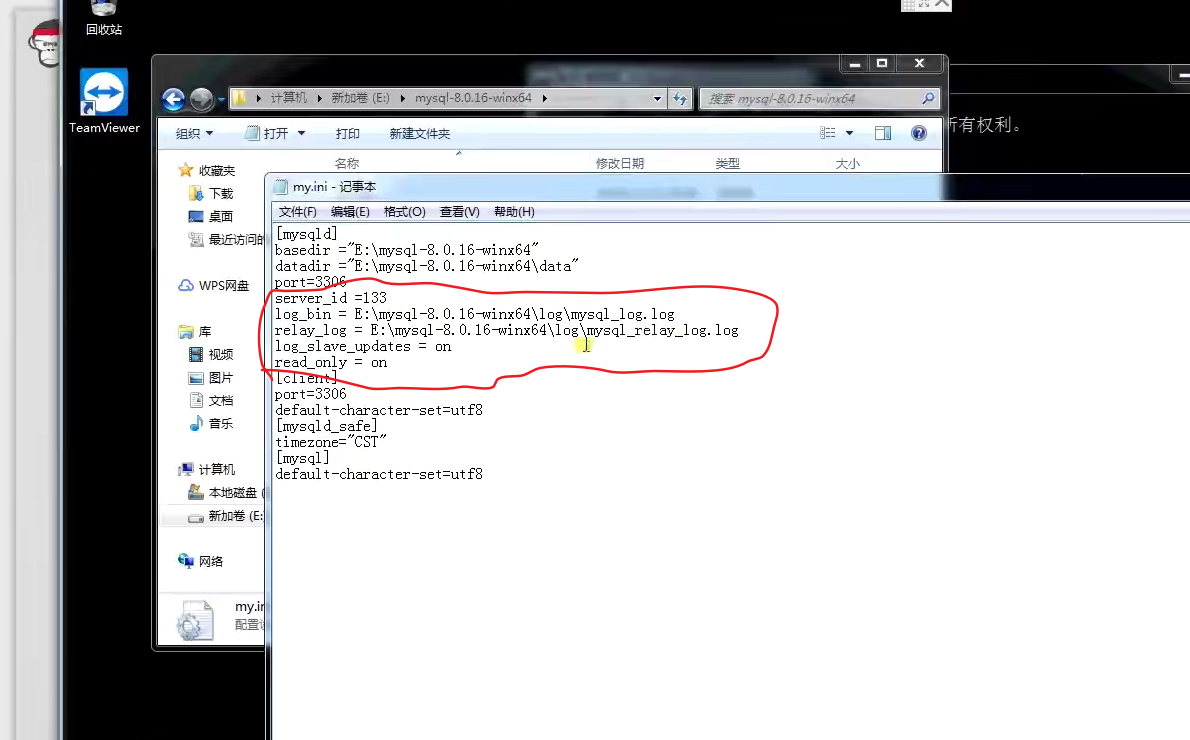 回收站
TeamViewer
计算机 新加卷 (E:) mysql-8.0.16-winx64
搜索 mysql-8.0.16-winx64
所有权利。
组织 打开 打印 新建文件夹
名称 修改日期 类型 大小
收藏夹
下载
桌面
最近访问的
WPS网盘
库
视频
图片
文档
音乐
计算机
本地磁盘 (
新加卷 (E:
网络
my.in
配置设
my.ini - 记事本
文件(F) 编辑(E) 格式(O) 查看(V) 帮助(H)
[mysqld]
basedir ="E:\mysql-8.0.16-winx64"
datadir ="E:\mysql-8.0.16-winx64\data"
port=3306
server_id =133
log_bin = E:\mysql-8.0.16-winx64\log\mysql_log.log
relay_log = E:\mysql-8.0.16-winx64\log\mysql_relay_log.log
log_slave_updates = on
read_only = on
[client]
port=3306
default-character-set=utf8
[mysqld_safe]
timezone="CST"
[mysql]
default-character-set=utf8